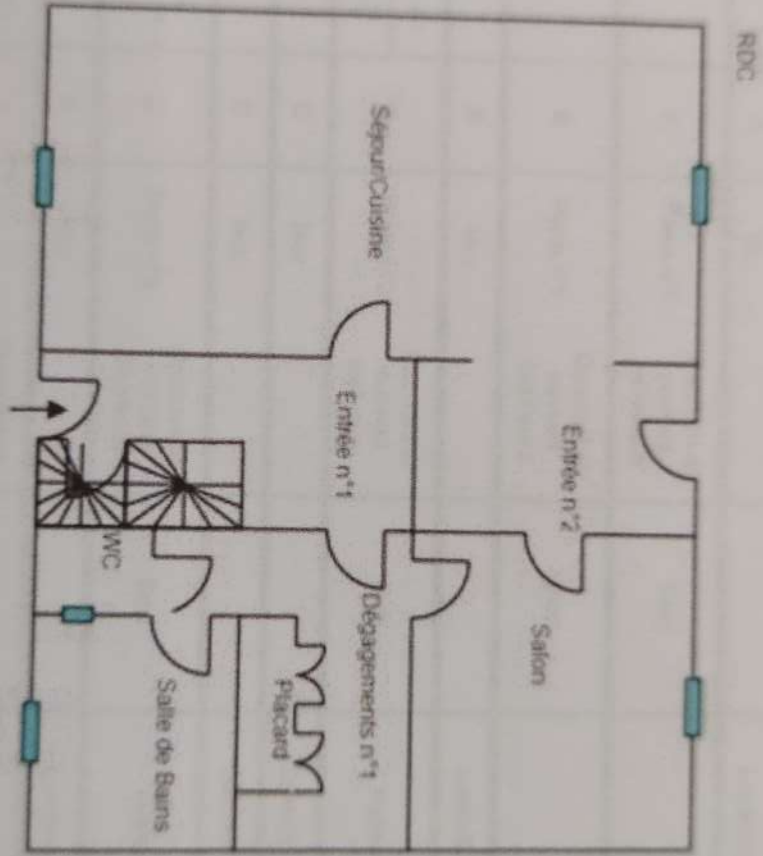 RDC
Séjour/Cuisine
Entrée n°2
Entrée n°1
Salon
Dégagements n°1
WC
Placard
Salle de Bains